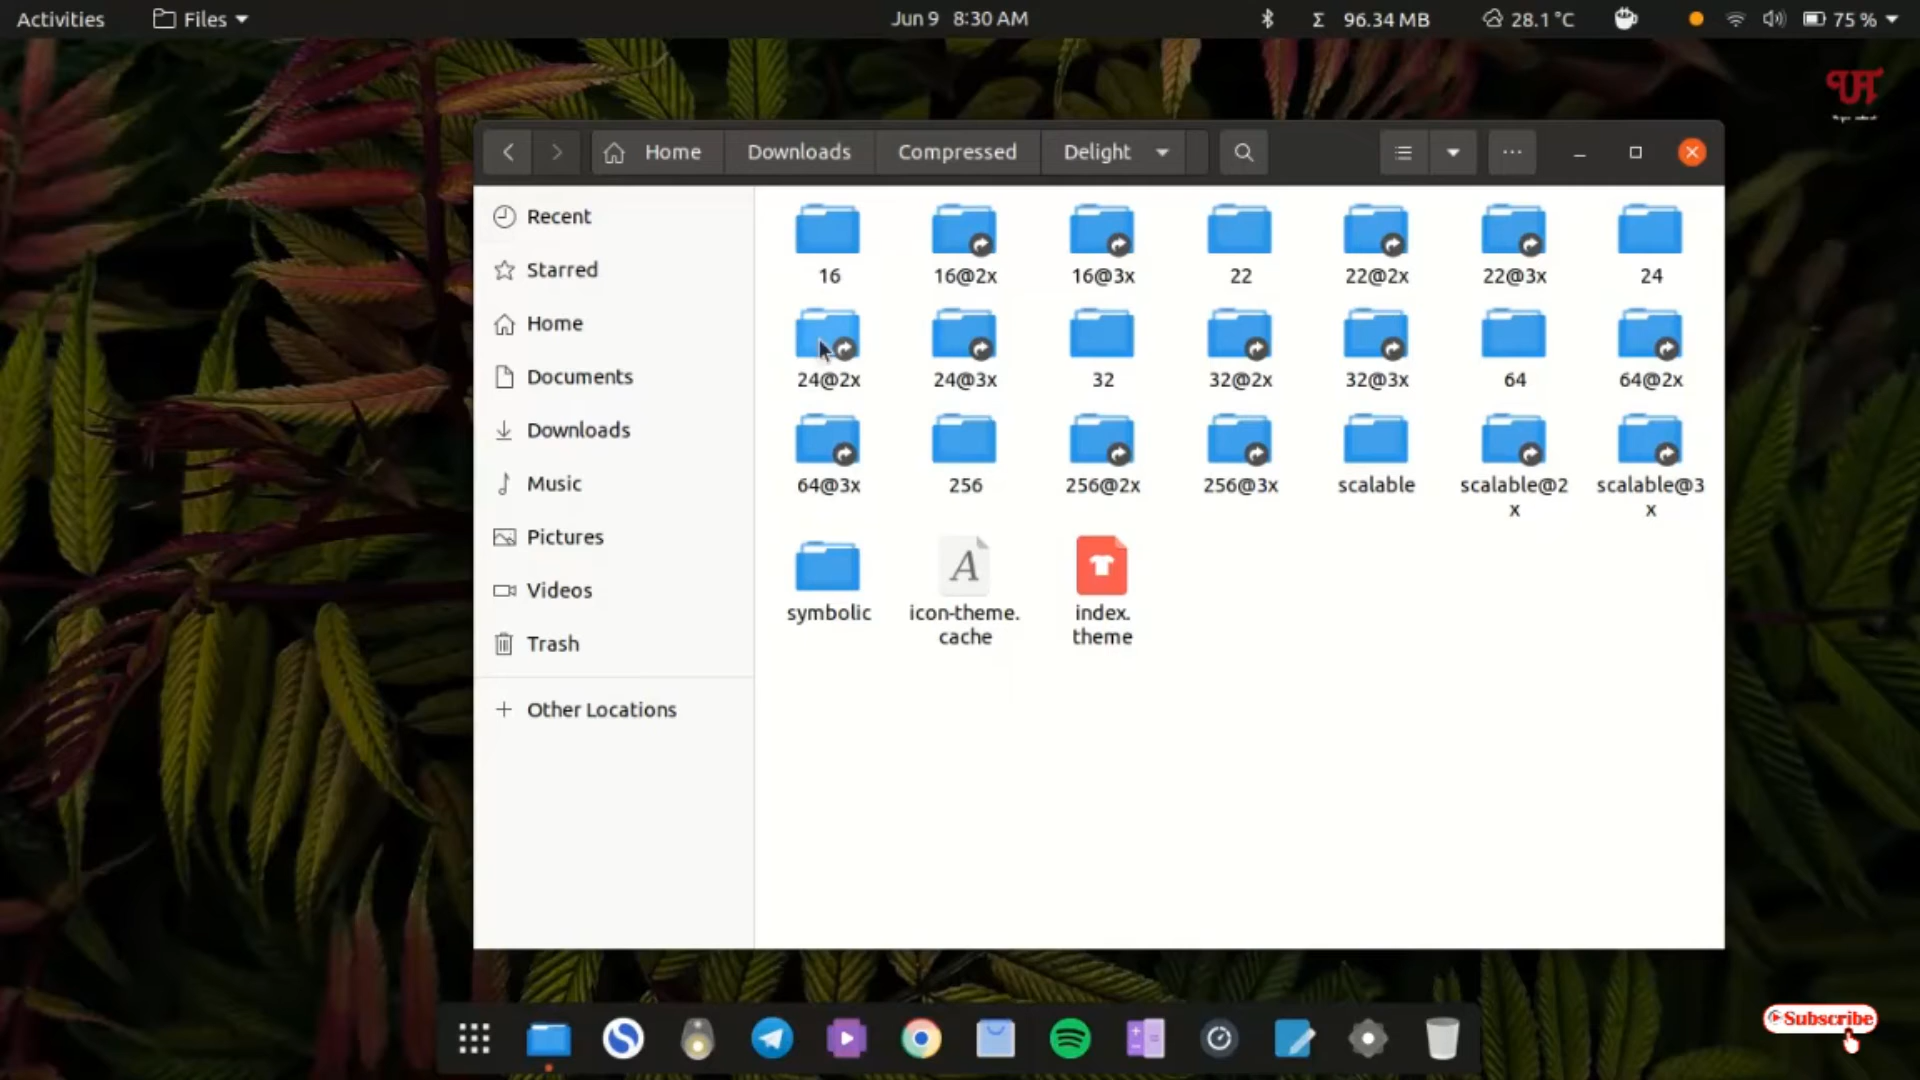 Activities
Files
Jun 9 8:30 AM
Σ 96.34 MB
28.1 °C
75 %
Home
Downloads
Compressed
Delight
Recent
Starred
Home
Documents
Downloads
Music
Pictures
Videos
Trash
+ Other Locations
16
16@2x
16@3x
22
22@2x
22@3x
24
24@2x
24@3x
32
32@2x
32@3x
64
64@2x
64@3x
256
256@2x
256@3x
scalable
scalable@2
x
scalable@3
x
symbolic
icon-theme.
cache
index.
theme
Subscribe